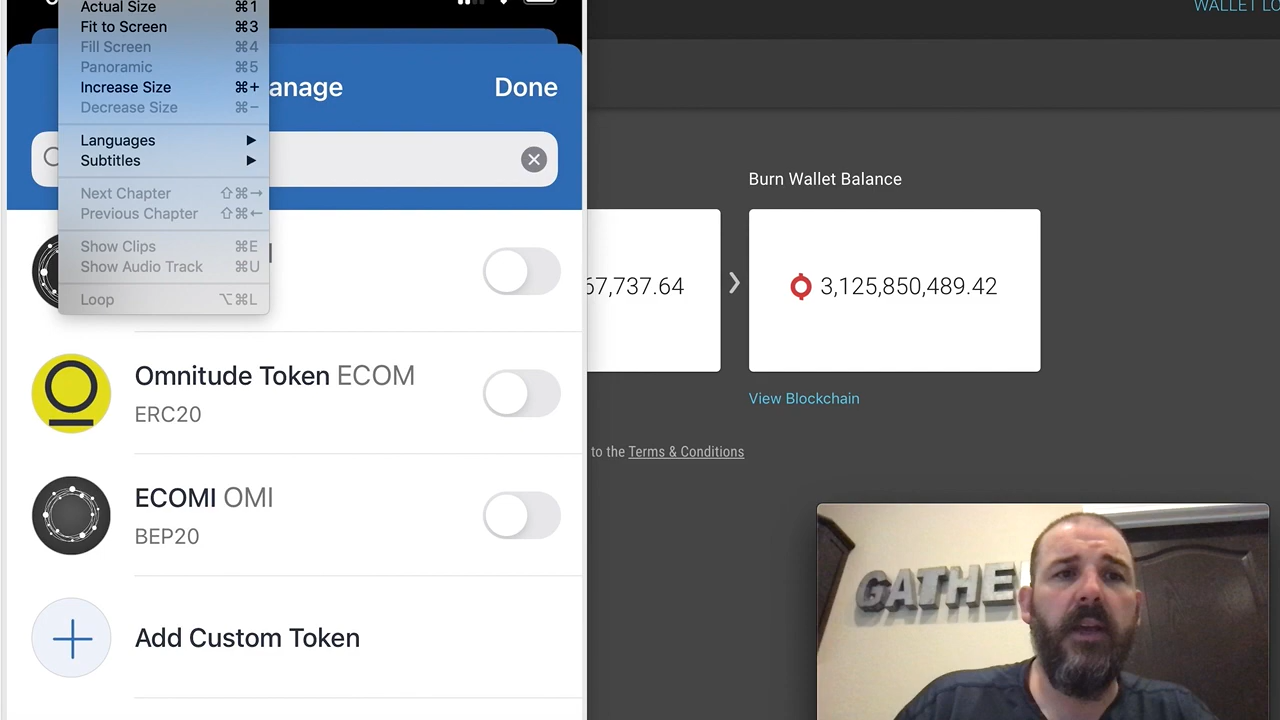 Actual Size ⌘1
Fit to Screen ⌘3
Fill Screen ⌘4
Panoramic ⌘5
Increase Size ⌘+
Decrease Size ⌘−
Languages ▶
Subtitles ▶
Next Chapter ⇧⌘→
Previous Chapter ⇧⌘←
Show Clips ⌘E
Show Audio Track ⌘U
Loop ⌥⌘L
Done
Omnitude Token ECOM
ERC20
ECOMI OMI
BEP20
Add Custom Token
WALLET
Burn Wallet Balance
67,737.64
3,125,850,489.42
View Blockchain
to the Terms & Conditions